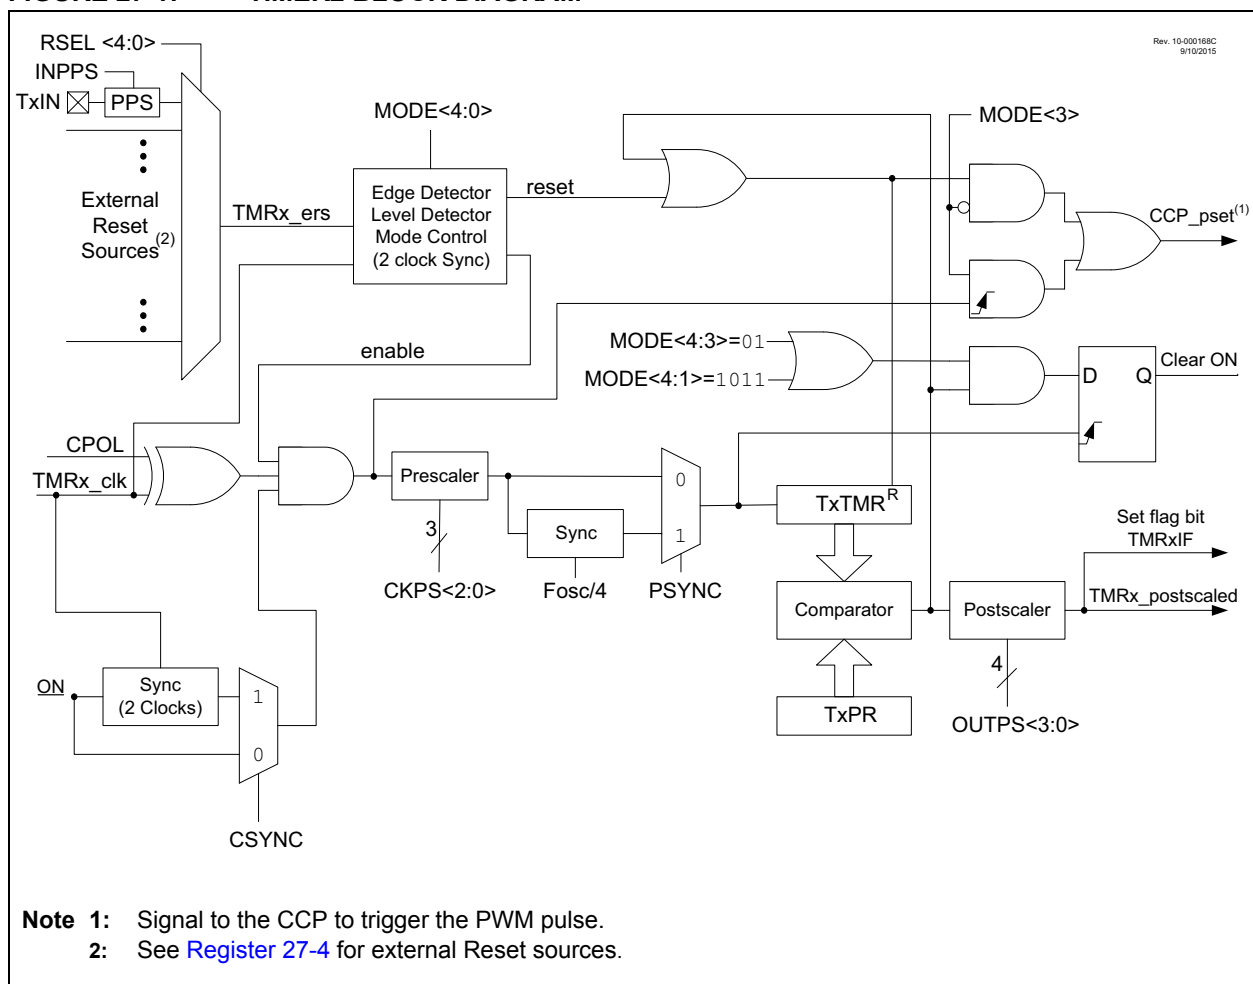 Rev. 10-000168C
9/10/2015
RSEL <4:0>
INPPS
TxIN
PPS
MODE<4:0>
MODE<3>
External
Reset
Sources(2)
TMRx_ers
Edge Detector
Level Detector
Mode Control
(2 clock Sync)
reset
CCP_pset(1)
enable
MODE<4:3>=01
MODE<4:1>=1011
D
Q
Clear ON
CPOL
TMRx_clk
Prescaler
0
1
3
Sync
CKPS<2:0>
Fosc/4
PSYNC
TxTMR
R
Set flag bit
TMRxIF
Comparator
Postscaler
TMRx_postscaled
4
ON
Sync
(2 Clocks)
1
0
TxPR
OUTPS<3:0>
CSYNC
Note 1: Signal to the CCP to trigger the PWM pulse.
2: See Register 27-4 for external Reset sources.